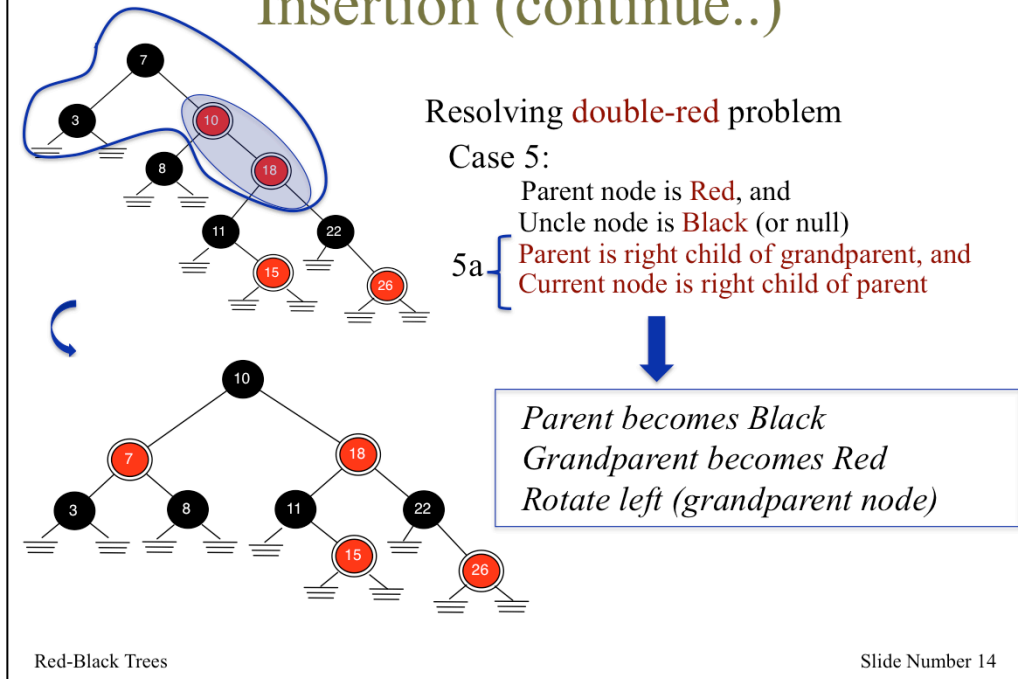 Insertion (continue..)
7
3
10
8
18
11
22
15
26
Resolving double-red problem
Case 5:
Parent node is Red, and
Uncle node is Black (or null)
5a
Parent is right child of grandparent, and
Current node is right child of parent
10
7
18
3
8
11
22
15
26
Parent becomes Black
Grandparent becomes Red
Rotate left (grandparent node)
Red-Black Trees
Slide Number 14